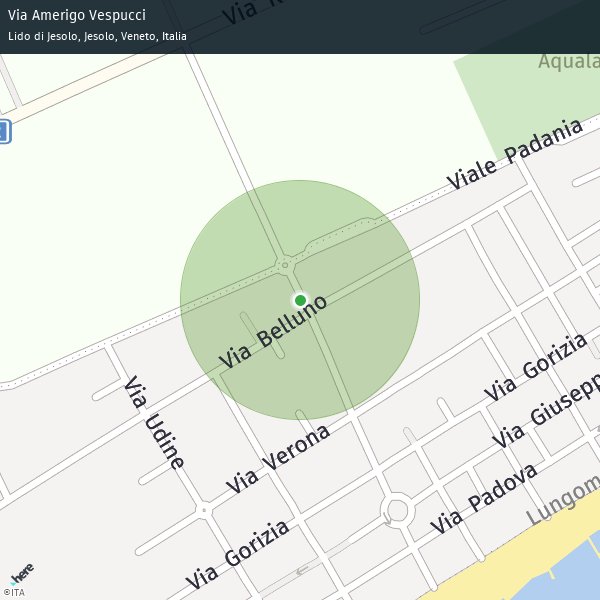 Via Amerigo Vespucci
Lido di Jesolo, Jesolo, Veneto, Italia
Via
Aquala
Viale Padania
Via Belluno
Via Gorizia
Via Udine
Via Giusepp
Via Verona
Via Padova
Lungom
Via Gorizia
here
©ITA